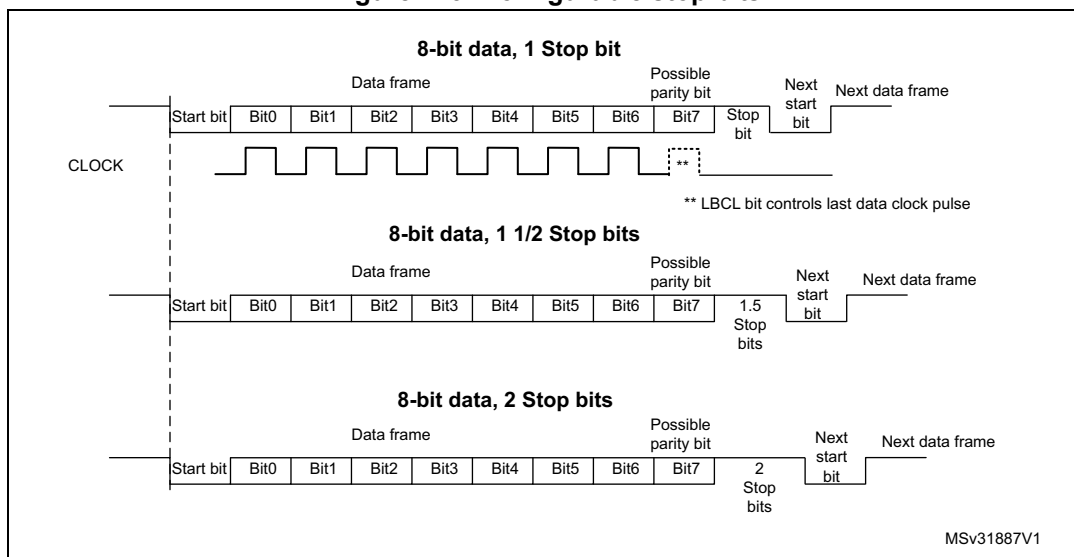 8-bit data, 1 Stop bit
Data frame
Possible
parity bit
Next
start
bit
Next data frame
Start bit Bit0 Bit1 Bit2 Bit3 Bit4 Bit5 Bit6 Bit7 Stop
bit
CLOCK
**
** LBCL bit controls last data clock pulse
8-bit data, 1 1/2 Stop bits
Data frame
Possible
parity bit
Next
start
bit
Next data frame
Start bit Bit0 Bit1 Bit2 Bit3 Bit4 Bit5 Bit6 Bit7 1.5
Stop
bits
8-bit data, 2 Stop bits
Data frame
Possible
parity bit
Next
start
bit
Next data frame
Start bit Bit0 Bit1 Bit2 Bit3 Bit4 Bit5 Bit6 Bit7 2
Stop
bits
MSv31887V1